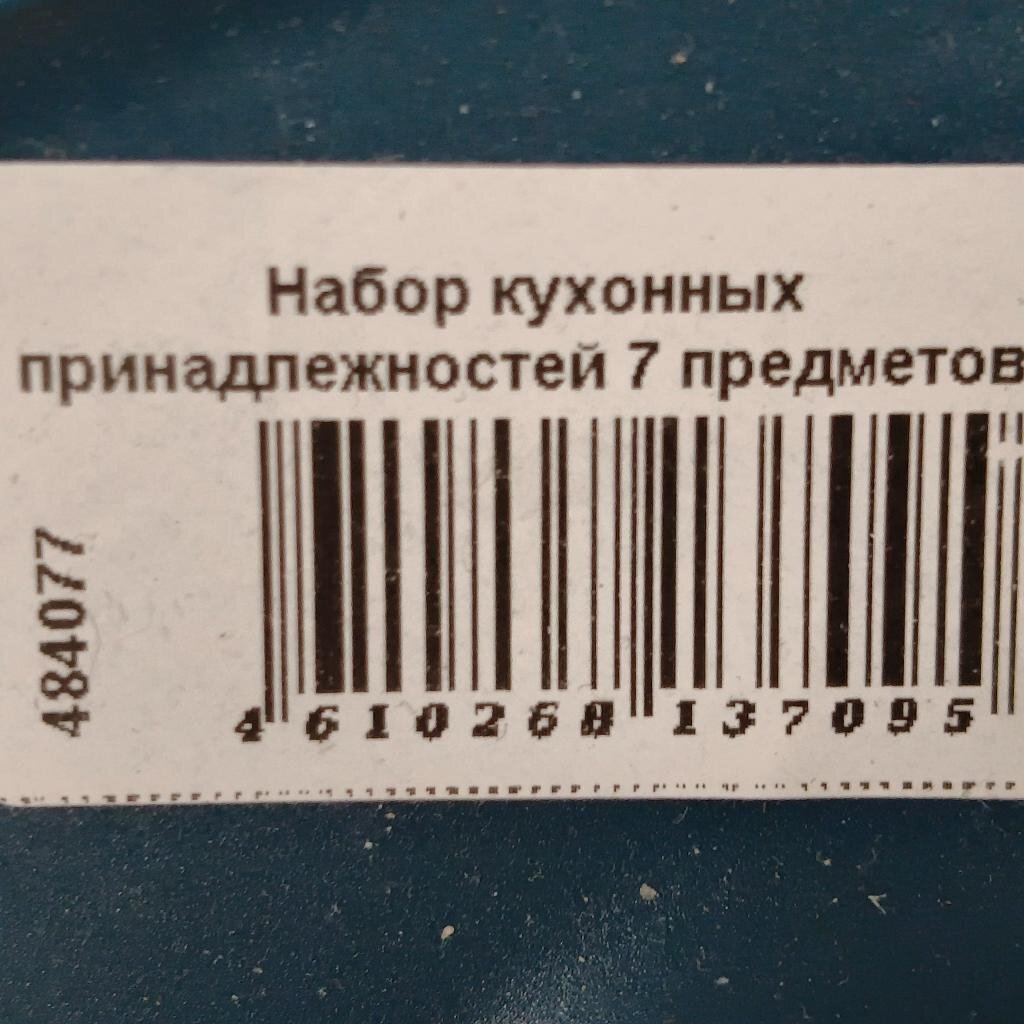 Набор кухонных
принадлежностей 7 предметов
484077
4 610268 137095